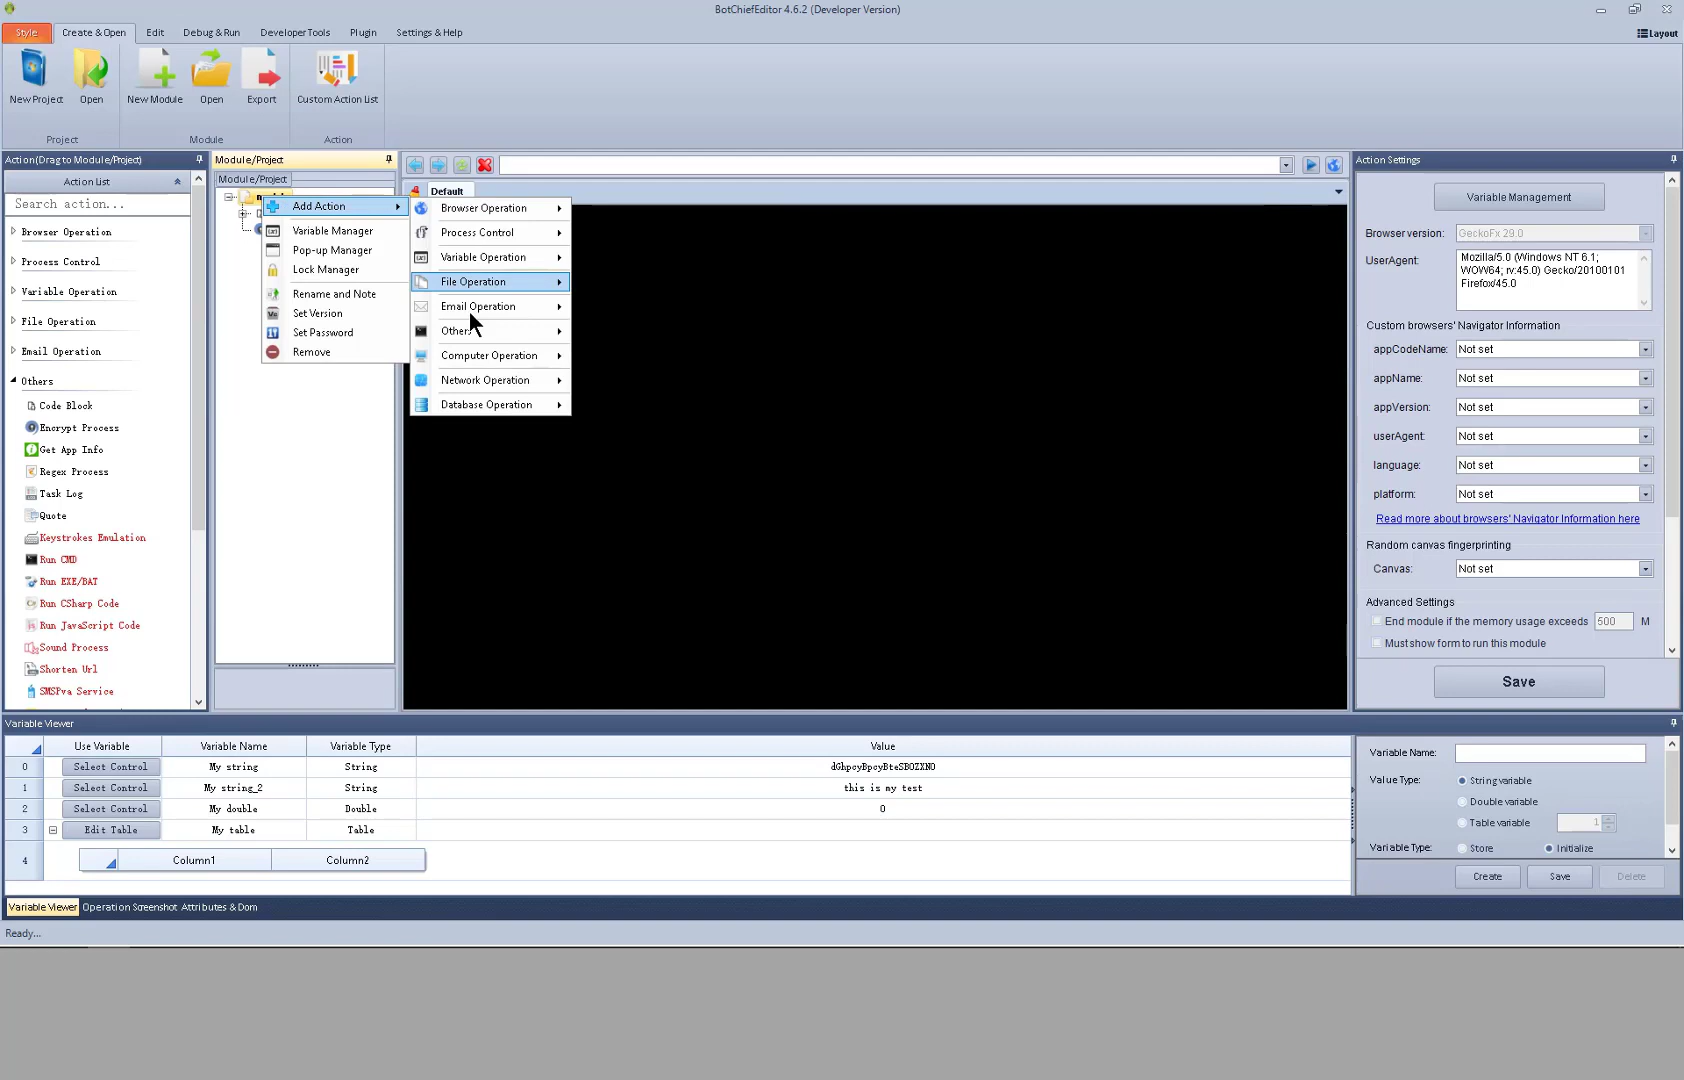 BotChiefEditor 4.6.2 (Developer Version)
Style
Create & Open
Edit
Debug & Run
Developer Tools
Plugin
Settings & Help
Layout
New Project
Open
New Module
Open
Export
Custom Action List
Project
Module
Action
Action(Drag to Module/Project)
Action List
Search action...
Browser Operation
Process Control
Variable Operation
File Operation
Email Operation
Others
Code Block
Encrypt Process
Get App Info
Regex Process
Task Log
Quote
Keystrokes Emulation
Run CMD
Run EXE/BAT
Run CSharp Code
Run JavaScript Code
Sound Process
Shorten Url
SMSPva Service
Module/Project
Module/Project
Add Action
Variable Manager
Pop-up Manager
Lock Manager
Rename and Note
Set Version
Set Password
Remove
Default
Browser Operation
Process Control
Variable Operation
File Operation
Email Operation
Others
Computer Operation
Network Operation
Database Operation
Action Settings
Variable Management
Browser version: GeckoFx 29.0
UserAgent: Mozilla/5.0 (Windows NT 6.1;
WOW64; rv:45.0) Gecko/20100101
Firefox/45.0
Custom browsers' Navigator Information
appCodeName: Not set
appName: Not set
appVersion: Not set
userAgent: Not set
language: Not set
platform: Not set
Read more about browsers' Navigator Information here
Random canvas fingerprinting
Canvas: Not set
Advanced Settings
End module if the memory usage exceeds 500 M
Must show form to run this module
Save
Variable Viewer
Use Variable Variable Name Variable Type Value
0 Select Control My string String dGhpcyBpcyBteSB0ZXN0
1 Select Control My string_2 String this is my test
2 Select Control My double Double 0
3 Edit Table My table Table
4 Column1 Column2
Variable Name:
Value Type: String variable
Double variable
Table variable 1
Variable Type: Store Initialize
Create Save Delete
Variable Viewer Operation Screenshot Attributes & Dom
Ready...